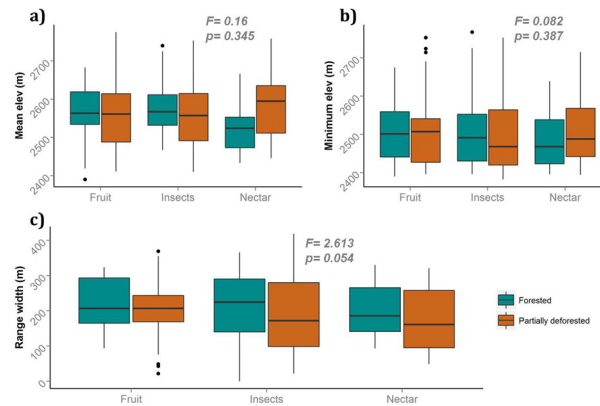 a)
F= 0.16
p= 0.345
Mean elev (m)
2700
2600
2500
2400
Fruit
Insects
Nectar
b)
F= 0.082
p= 0.387
Minimum elev (m)
2700
2600
2500
2400
Fruit
Insects
Nectar
c)
F= 2.613
p= 0.054
Range width (m)
400
300
200
100
0
Fruit
Insects
Nectar
Forested
Partially deforested